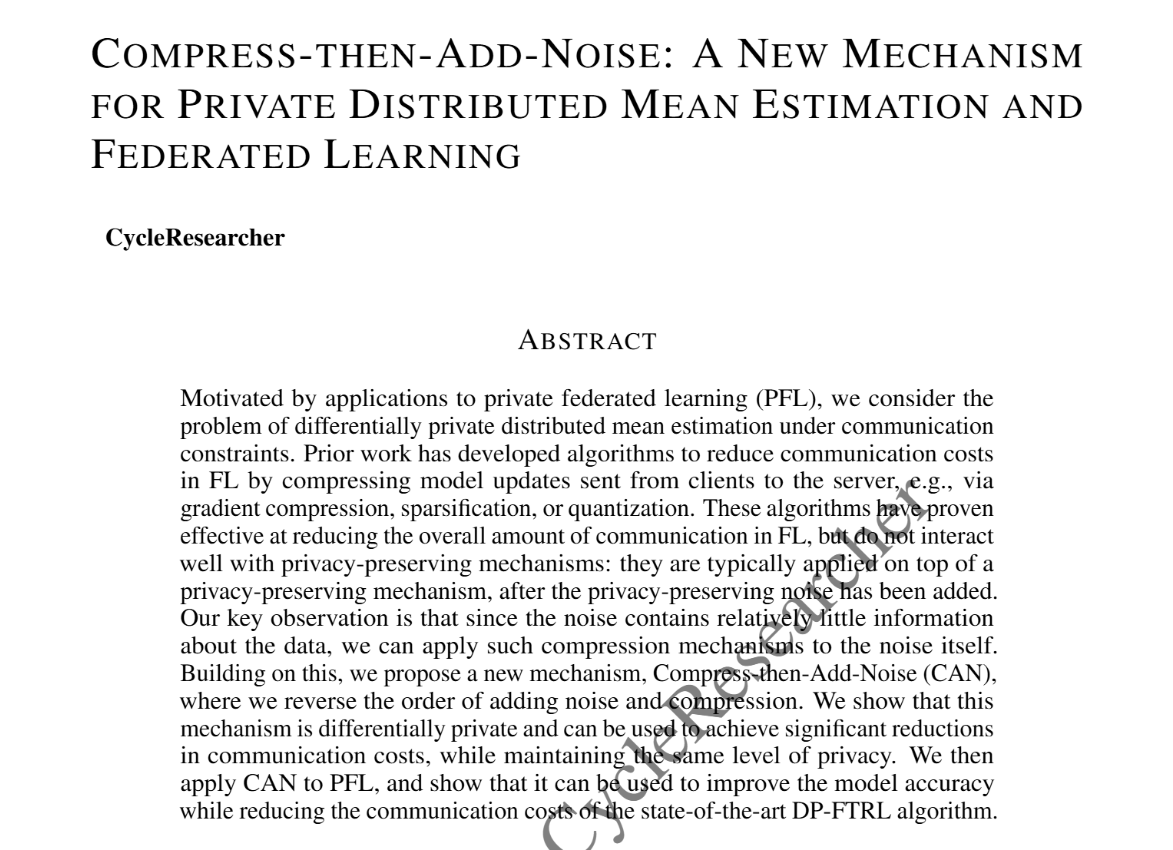 COMPRESS-THEN-ADD-NOISE: A NEW MECHANISM
FOR PRIVATE DISTRIBUTED MEAN ESTIMATION AND
FEDERATED LEARNING
CycleResearcher
ABSTRACT
Motivated by applications to private federated learning (PFL), we consider the
problem of differentially private distributed mean estimation under communication
constraints. Prior work has developed algorithms to reduce communication costs
in FL by compressing model updates sent from clients to the server, e.g., via
gradient compression, sparsification, or quantization. These algorithms have proven
effective at reducing the overall amount of communication in FL, but do not interact
well with privacy-preserving mechanisms: they are typically applied on top of a
privacy-preserving mechanism, after the privacy-preserving noise has been added.
Our key observation is that since the noise contains relatively little information
about the data, we can apply such compression mechanisms to the noise itself.
Building on this, we propose a new mechanism, Compress-then-Add-Noise (CAN),
where we reverse the order of adding noise and compression. We show that this
mechanism is differentially private and can be used to achieve significant reductions
in communication costs, while maintaining the same level of privacy. We then
apply CAN to PFL, and show that it can be used to improve the model accuracy
while reducing the communication costs of the state-of-the-art DP-FTRL algorithm.
CycleResearcher